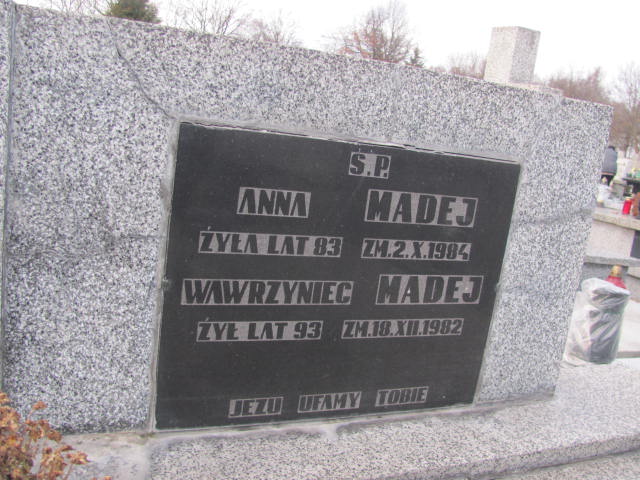 Ś.P.
ANNA MADEJ
ŻYŁA LAT 83 ZM.2.X.1984
WAWRZYNIEC MADEJ
ŻYŁ LAT 93 ZM.18.XII.1982
JEZU UFAMY TOBIE